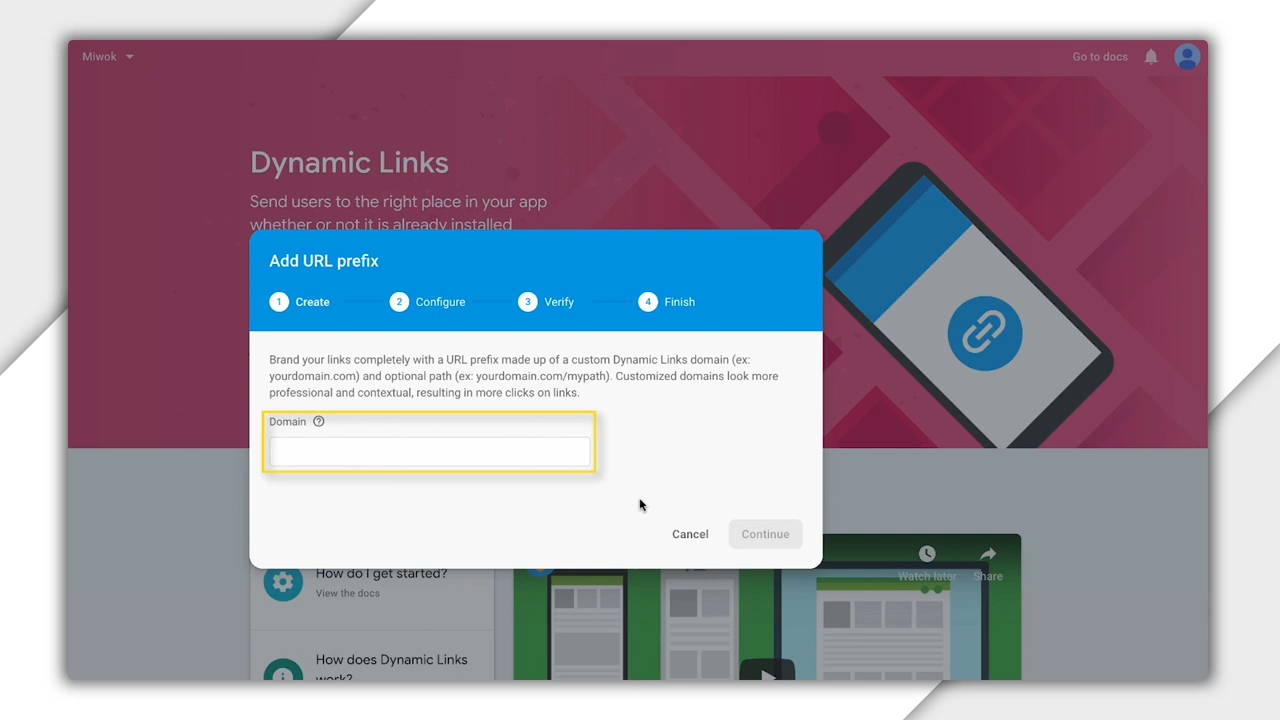 Miwok
Go to docs
Dynamic Links
Send users to the right place in your app
whether or not it is already installed
Add URL prefix
1 Create 2 Configure 3 Verify 4 Finish
Brand your links completely with a URL prefix made up of a custom Dynamic Links domain (ex:
yourdomain.com) and optional path (ex: yourdomain.com/mypath). Customized domains look more
professional and contextual, resulting in more clicks on links.
Domain ?
Cancel Continue
Watch later Share
How do I get started?
View the docs
How does Dynamic Links
work?